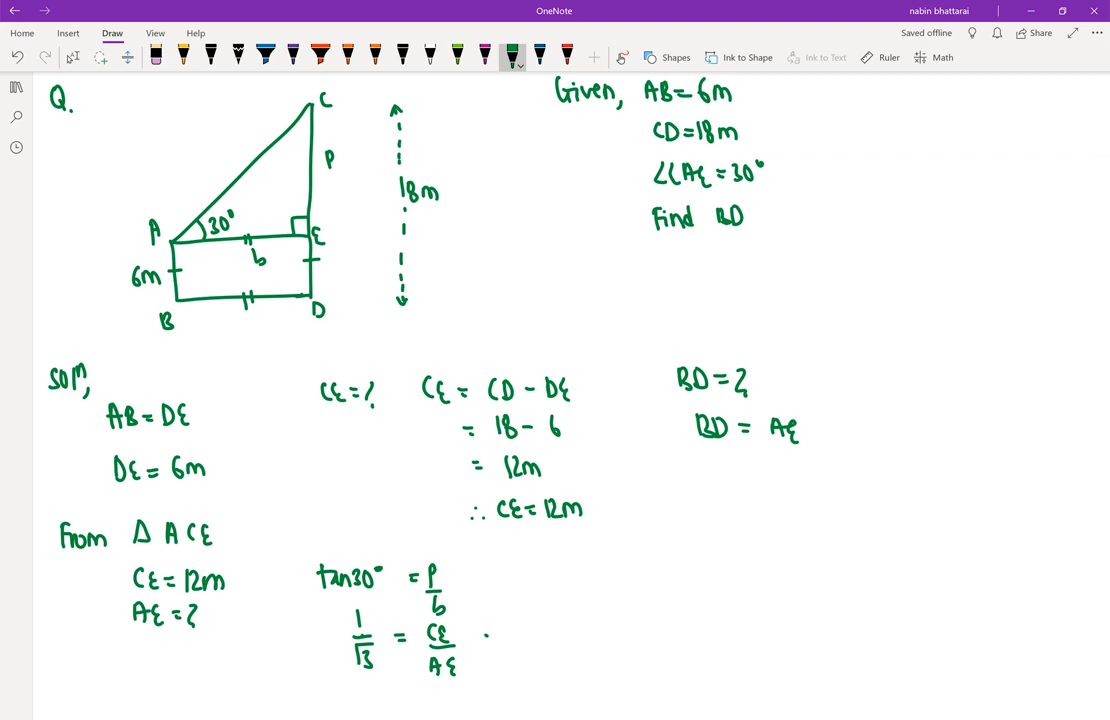 OneNote
nabin bhattarai
Home Insert Draw View Help
Saved offline
Share
Shapes
Ink to Shape
Ink to Text
Ruler
Math
Q.
C
P
18m
A
30°
E
b
6m
B
D
Given, AB = 6m
CD = 18m
∠CAE = 30°
Find BD
Solⁿ,
AB = DE
DE = 6m
CE = ?
CE = CD - DE
= 18 - 6
= 12m
∴ CE = 12m
BD = ?
BD = AE
From Δ ACE
CE = 12m
AE = ?
tan30° = P/b
1/√3 = CE/AE